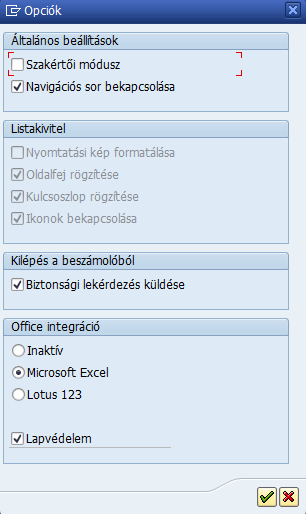 Opciók
Általános beállítások
Szakértői módusz
Navigációs sor bekapcsolása
Listakivitel
Nyomtatási kép formatálása
Oldalfej rögzítése
Kulcsoszlop rögzítése
Ikonok bekapcsolása
Kilépés a beszámolóból
Biztonsági lekérdezés küldése
Office integráció
Inaktív
Microsoft Excel
Lotus 123
Lapvédelem